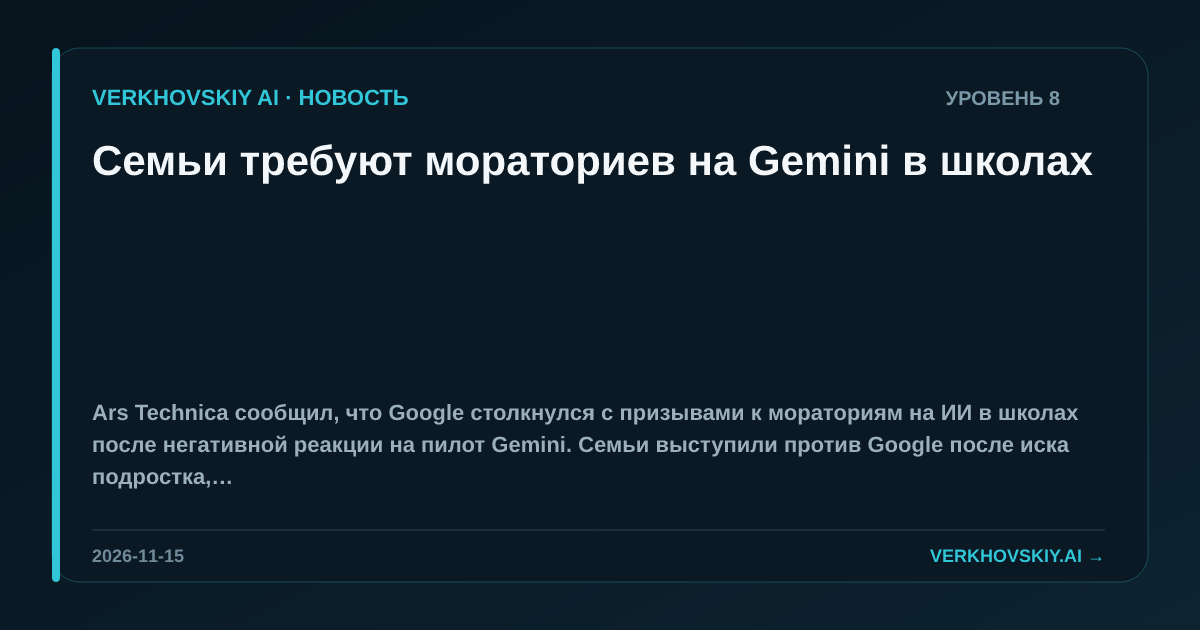 VERKHOVSKIY AI · НОВОСТЬ
УРОВЕНЬ 8
Семьи требуют мораториев на Gemini в школах
Ars Technica сообщил, что Google столкнулся с призывами к мораториям на ИИ в школах
после негативной реакции на пилот Gemini. Семьи выступили против Google после иска
подростка,…
2026-11-15
VERKHOVSKIY.AI →